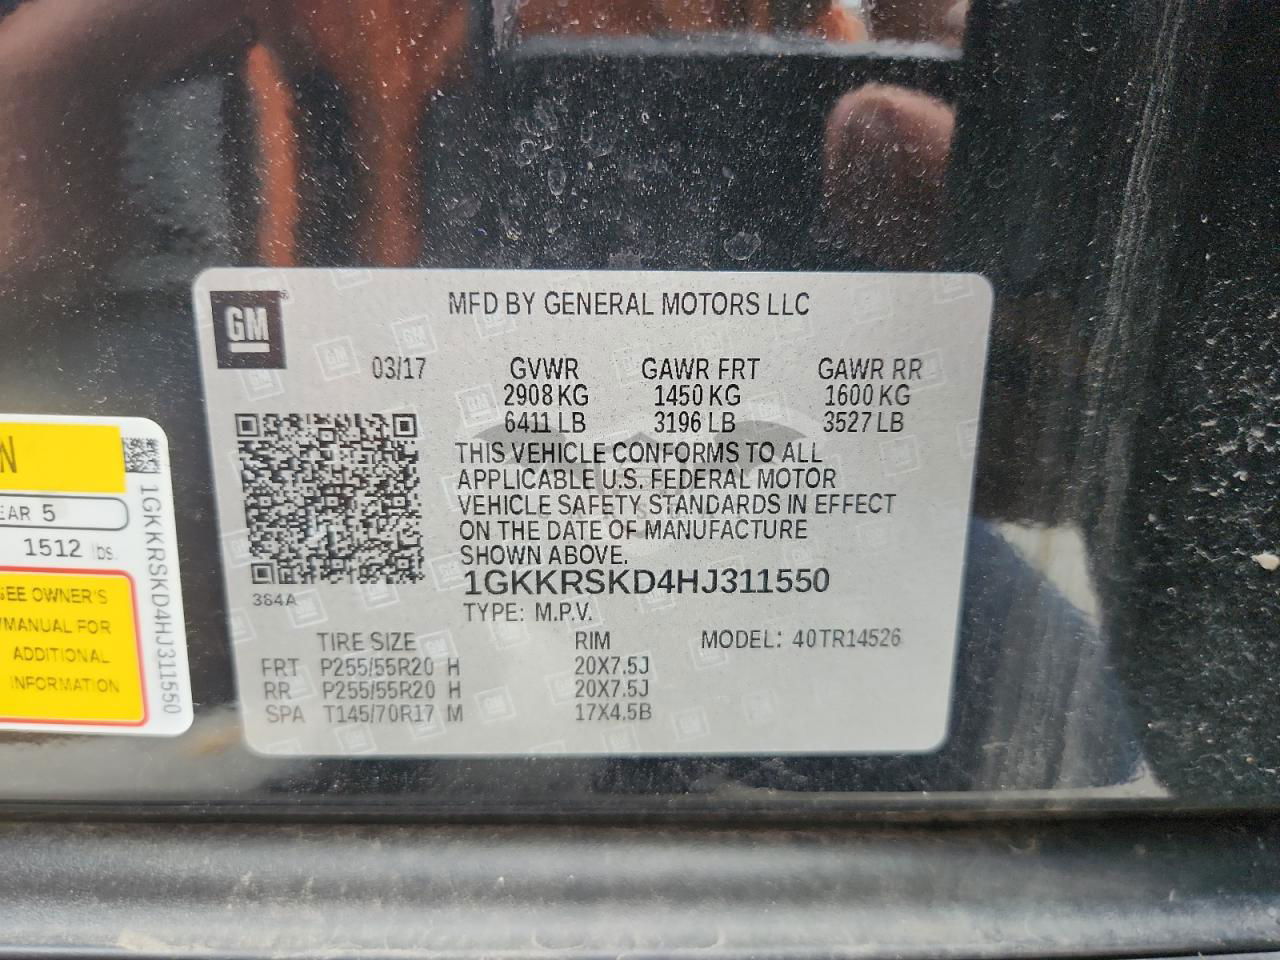 MFD BY GENERAL MOTORS LLC
GM
03/17 GVWR GAWR FRT GAWR RR
2908 KG 1450 KG 1600 KG
6411 LB 3196 LB 3527 LB
THIS VEHICLE CONFORMS TO ALL
APPLICABLE U.S. FEDERAL MOTOR
VEHICLE SAFETY STANDARDS IN EFFECT
ON THE DATE OF MANUFACTURE
SHOWN ABOVE.
384A
1GKKRSKD4HJ311550
TYPE: M.P.V.
TIRE SIZE RIM MODEL: 40TR14526
FRT P255/55R20 H 20X7.5J
RR P255/55R20 H 20X7.5J
SPA T145/70R17 M 17X4.5B
N
EAR 5
1512 lbs.
SEE OWNER'S
MANUAL FOR
ADDITIONAL
INFORMATION
1GKKRSKD4HJ311550